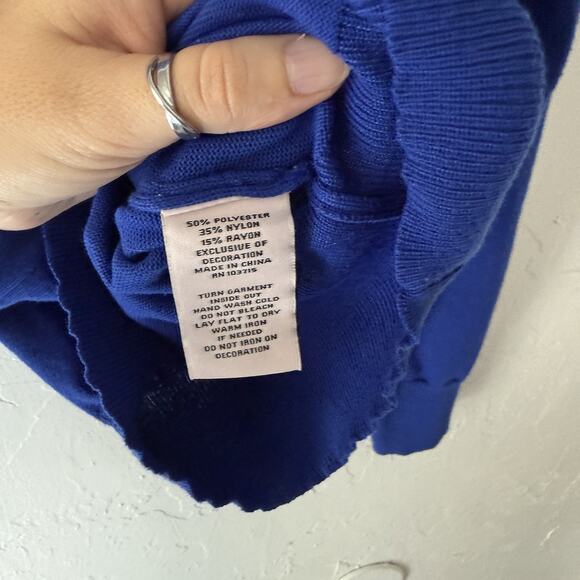 50% POLYESTER
35% NYLON
15% RAYON
EXCLUSIVE OF
DECORATION
MADE IN CHINA
RN 103715
TURN GARMENT
INSIDE OUT
HAND WASH COLD
DO NOT BLEACH
LAY FLAT TO DRY
WARM IRON
IF NEEDED
DO NOT IRON ON
DECORATION